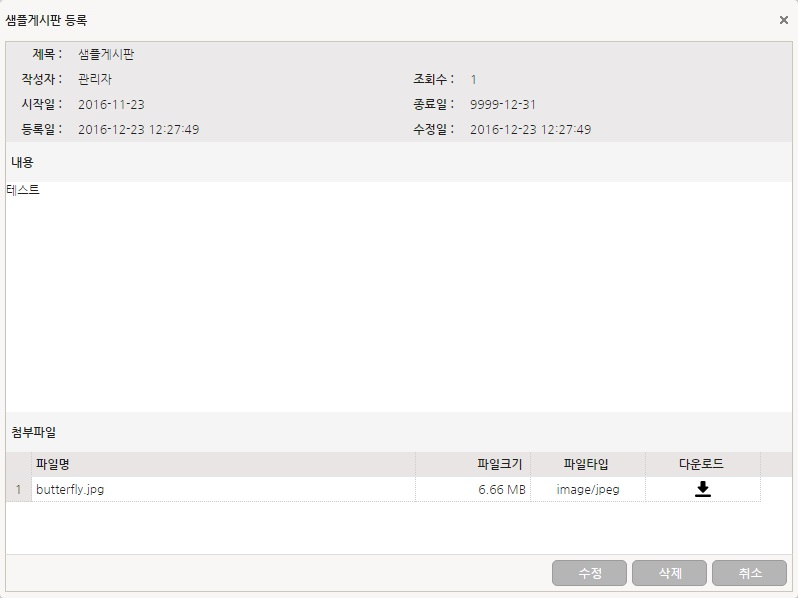 샘플게시판 등록
제목 : 샘플게시판
작성자 : 관리자 조회수 : 1
시작일 : 2016-11-23 종료일 : 9999-12-31
등록일 : 2016-12-23 12:27:49 수정일 : 2016-12-23 12:27:49
내용
테스트
첨부파일
파일명 파일크기 파일타입 다운로드
1 butterfly.jpg 6.66 MB image/jpeg
수정 삭제 취소